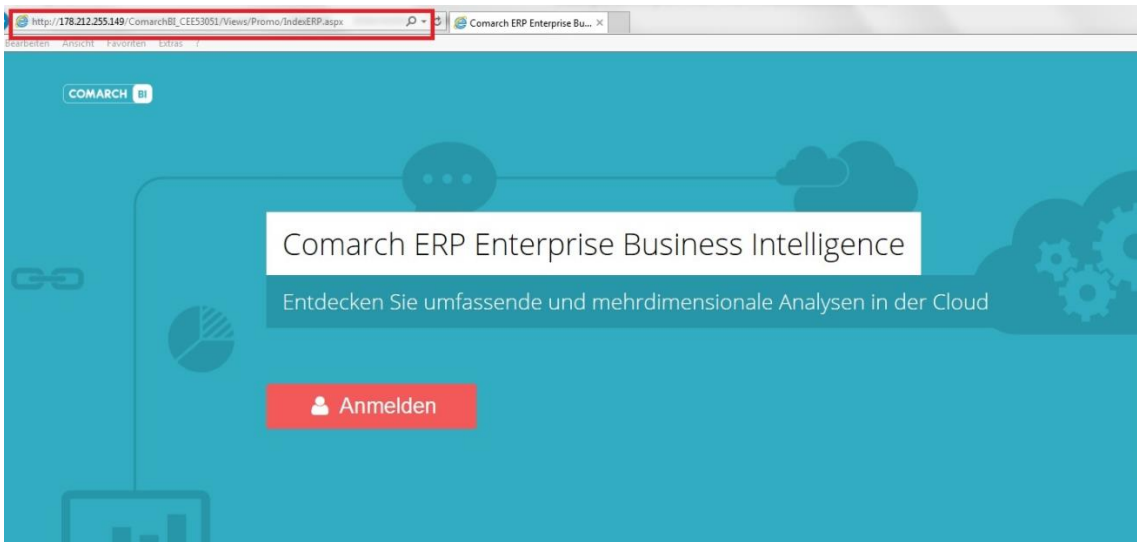 http://178.212.255.149/ComarchBI_CEE53051/Views/Promo/IndexERP.aspx
Comarch ERP Enterprise Bu...
Bearbeiten Ansicht Favoriten Extras ?
COMARCH BI
Comarch ERP Enterprise Business Intelligence
Entdecken Sie umfassende und mehrdimensionale Analysen in der Cloud
Anmelden